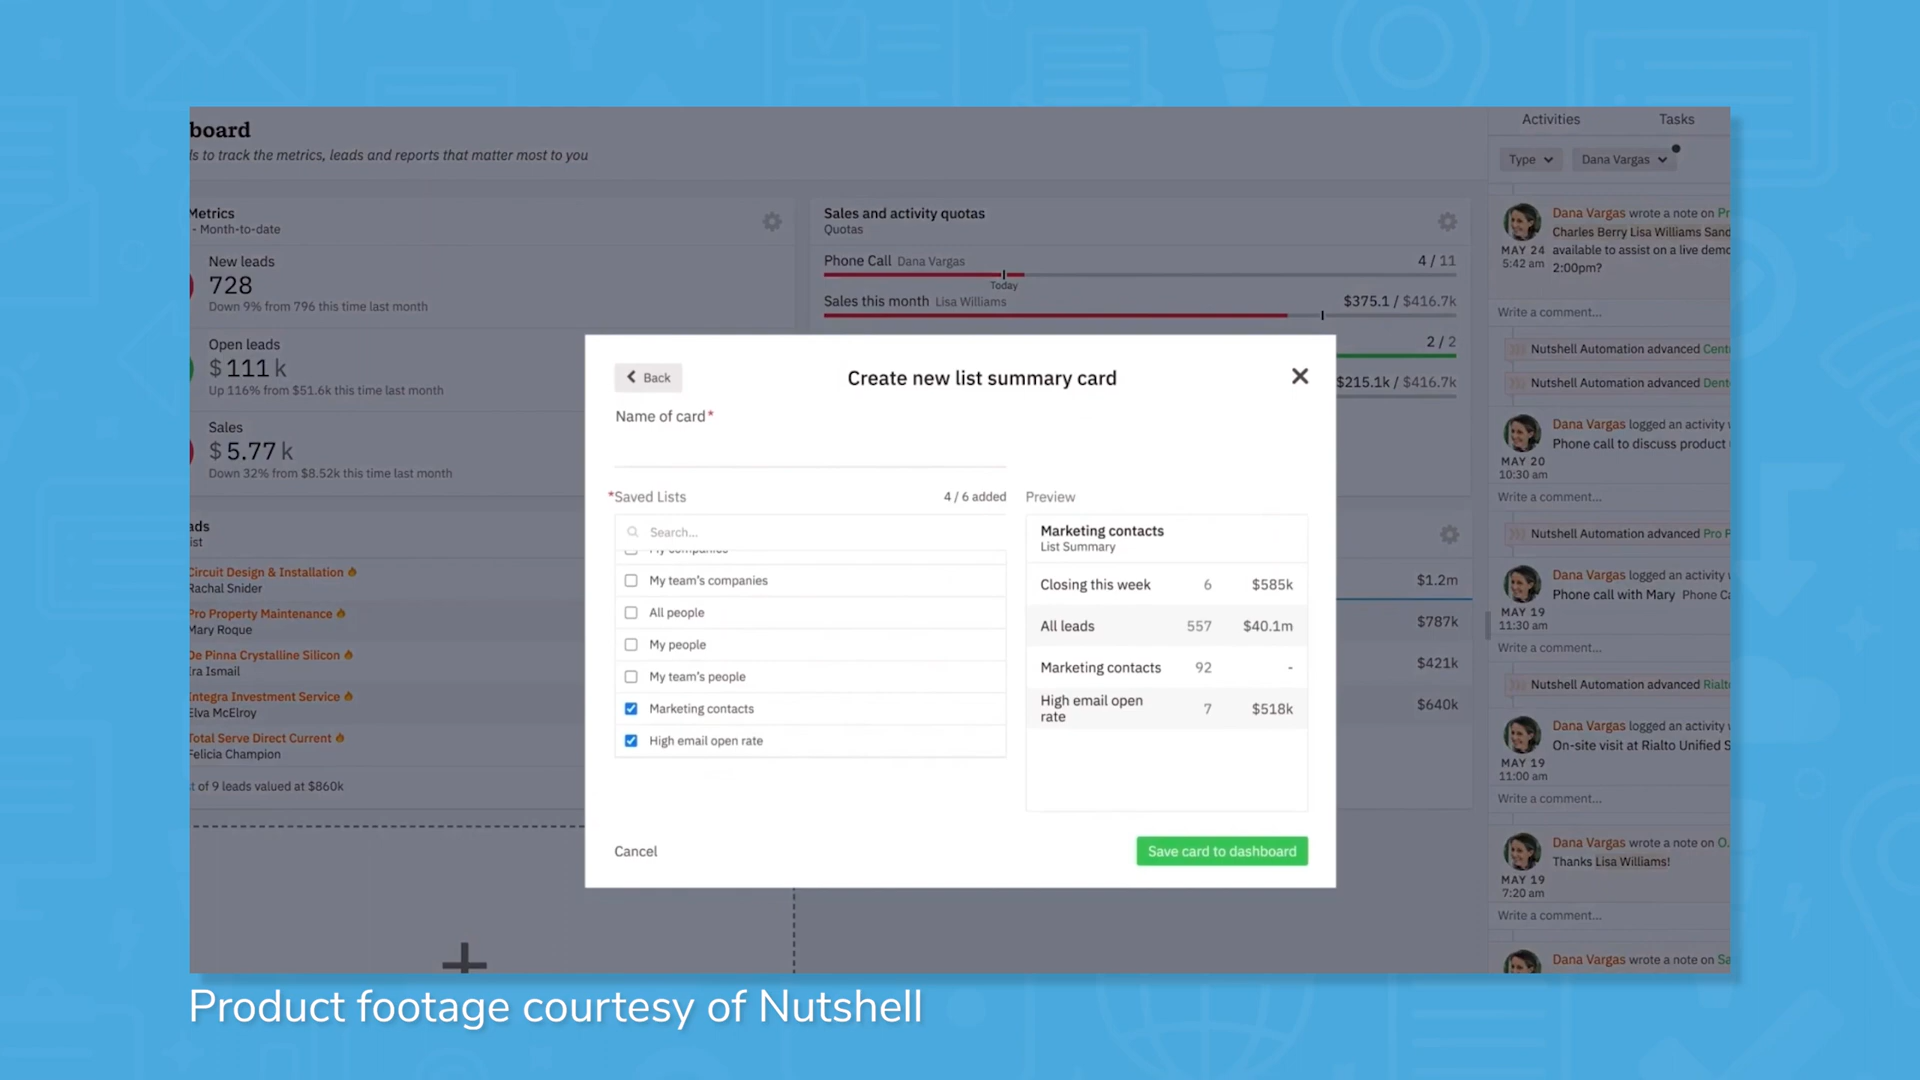 board
ls to track the metrics, leads and reports that matter most to you
Metrics
- Month-to-date
New leads
728
Down 9% from 796 this time last month
Open leads
$ 111 k
Up 116% from $51.6k this time last month
Sales
$ 5.77 k
Down 32% from $8.52k this time last month
Sales and activity quotas
Quotas
Phone Call Dana Vargas
4 / 11
Today
Sales this month Lisa Williams
$375.1 / $416.7k
2 / 2
$215.1k / $416.7k
ads
ist
Circuit Design & Installation
Rachal Snider
Pro Property Maintenance
Mary Roque
De Pinna Crystalline Silicon
Ira Ismail
Integra Investment Service
Elva McElroy
Total Serve Direct Current
Felicia Champion
t of 9 leads valued at $860k
$1.2m
$787k
$421k
$640k
Back
Create new list summary card
Name of card*
*Saved Lists
4 / 6 added
Search...
My companies
My team's companies
All people
My people
My team's people
Marketing contacts
High email open rate
Preview
Marketing contacts
List Summary
Closing this week 6 $585k
All leads 557 $40.1m
Marketing contacts 92 -
High email open
rate
7 $518k
Cancel
Save card to dashboard
Activities Tasks
Type Dana Vargas
Dana Vargas wrote a note on Pr
Charles Berry Lisa Williams Sand
available to assist on a live demo
2:00pm?
MAY 24
5:42 am
Write a comment...
Nutshell Automation advanced Cent
Nutshell Automation advanced Dent
Dana Vargas logged an activity w
Phone call to discuss product
MAY 20
10:30 am
Write a comment...
Nutshell Automation advanced Pro P
Dana Vargas logged an activity w
Phone call with Mary Phone Ca
MAY 19
11:30 am
Write a comment...
Nutshell Automation advanced Rialto
Dana Vargas logged an activity w
On-site visit at Rialto Unified S
MAY 19
11:00 am
Write a comment...
Dana Vargas wrote a note on O.
Thanks Lisa Williams!
MAY 19
7:20 am
Write a comment...
Dana Vargas wrote a note on Sa
Product footage courtesy of Nutshell